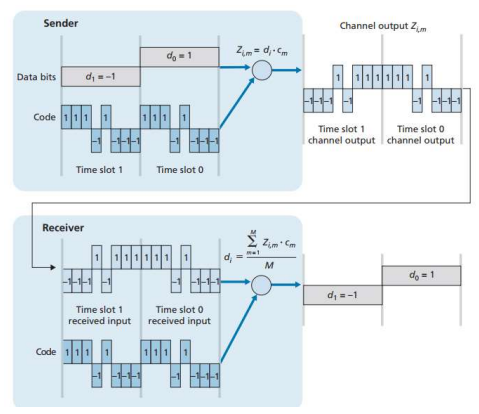 Sender
Channel output Z_{i,m}
d_0 = 1
Z_{i,m} = d_i · c_m
Data bits
d_1 = –1
Code
1 1 1 –1 1 –1 –1 –1
1 1 1 –1 1 –1 –1 –1
Time slot 1
Time slot 0
–1 –1 –1 1 –1 1 1 1
1 1 1 –1 1 –1 –1 –1
Time slot 1
channel output
Time slot 0
channel output
Receiver
–1 –1 –1 1 –1 1 1 1
1 1 1 –1 1 –1 –1 –1
Time slot 1
received input
Time slot 0
received input
d_i = \frac{\sum_{m=1}^{M} Z_{i,m} · c_m}{M}
d_0 = 1
d_1 = –1
Code
1 1 1 –1 1 –1 –1 –1
1 1 1 –1 1 –1 –1 –1